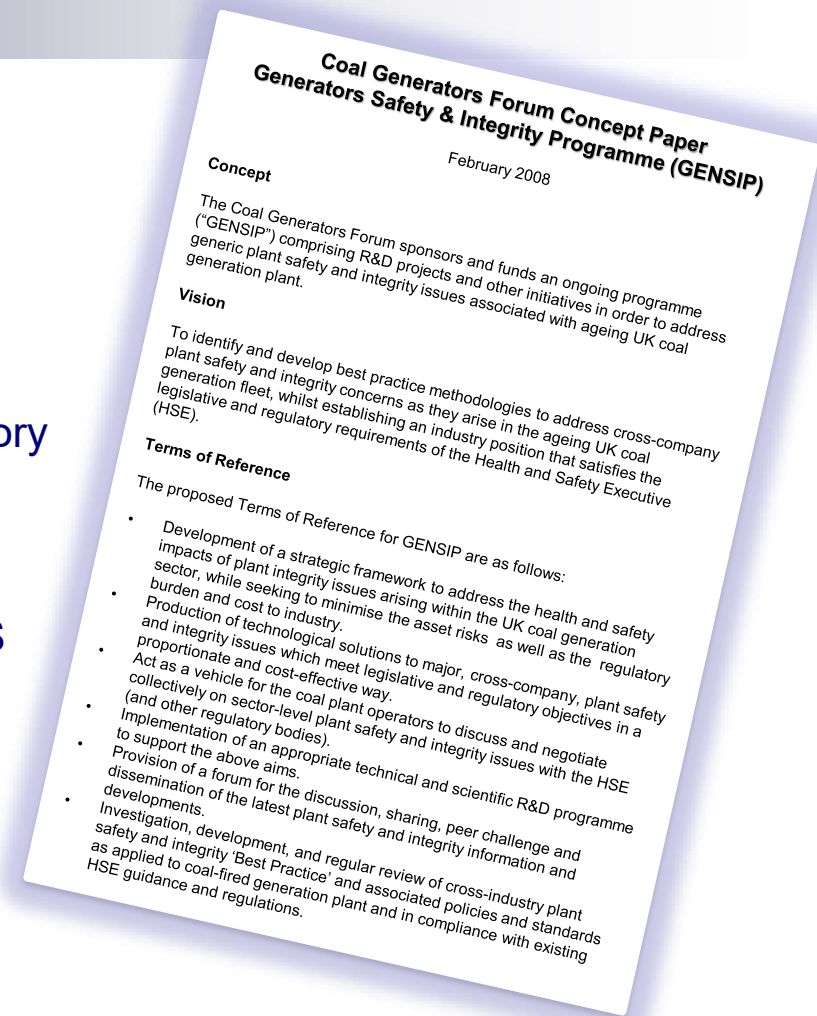 Coal Generators Forum Concept Paper
Generators Safety & Integrity Programme (GENSIP)
February 2008
Concept
The Coal Generators Forum sponsors and funds an ongoing programme
(“GENSIP”) comprising R&D projects and other initiatives in order to address
generic plant safety and integrity issues associated with ageing UK coal
generation plant.
Vision
To identify and develop best practice methodologies to address cross-company
plant safety and integrity concerns as they arise in the ageing UK coal
generation fleet, whilst establishing an industry position that satisfies the
legislative and regulatory requirements of the Health and Safety Executive
(HSE).
ory
Terms of Reference
The proposed Terms of Reference for GENSIP are as follows:
• Development of a strategic framework to address the health and safety
impacts of plant integrity issues arising within the UK coal generation
sector, while seeking to minimise the asset risks as well as the regulatory
burden and cost to industry.
• Production of technological solutions to major, cross-company, plant safety
and integrity issues which meet legislative and regulatory objectives in a
proportionate and cost-effective way.
s
• Act as a vehicle for the coal plant operators to discuss and negotiate
collectively on sector-level plant safety and integrity issues with the HSE
(and other regulatory bodies).
• Implementation of an appropriate technical and scientific R&D programme
to support the above aims.
• Provision of a forum for the discussion, sharing, peer challenge and
dissemination of the latest plant safety and integrity information and
developments.
• Investigation, development, and regular review of cross-industry plant
safety and integrity ‘Best Practice’ and associated policies and standards
as applied to coal-fired generation plant and in compliance with existing
HSE guidance and regulations.